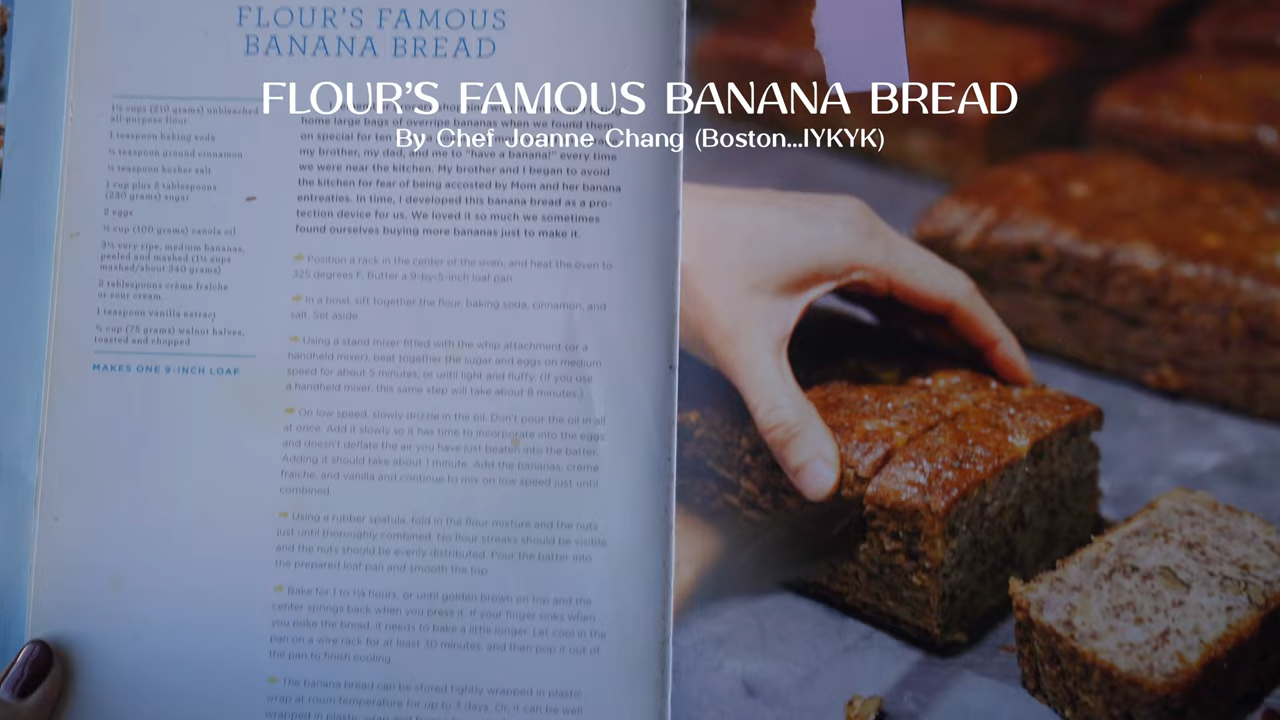 FLOUR'S FAMOUS
BANANA BREAD
FLOUR'S FAMOUS BANANA BREAD
By Chef Joanne Chang (Boston...IYKYK)
cups (210 grams) unbleached
all-purpose flour
1 teaspoon baking soda
teaspoon ground cinnamon
teaspoon kosher salt
1 cup plus 2 tablespoons
(230 grams) sugar
2 eggs
½ cup (100 grams) canola oil
3½ very ripe, medium bananas,
peeled and mashed cups
mashed/about 340 grams)
2 tablespoons crème fraîche
or sour cream
1 teaspoon vanilla extract
¾ cup (75 grams) walnut halves,
toasted and chopped
MAKES ONE 9-INCH LOAF
grocery shopping
home large bags of overripe bananas when we found them
on special for ten
my brother, my dad, and me to "have a banana!" every time
we were near the kitchen. My brother and I began to avoid
the kitchen for fear of being accosted by Mom and her banana
entreaties. In time, I developed this banana bread as a pro-
tection device for us. We loved it so much we sometimes
found ourselves buying more bananas just to make it.
Position a rack in the center of the oven, and heat the oven to
325 degrees F. Butter a 9-by-5-inch loaf pan.
In a bowl, sift together the flour, baking soda, cinnamon, and
salt. Set aside.
Using a stand mixer fitted with the whip attachment (or a
handheld mixer), beat together the sugar and eggs on medium
speed for about 5 minutes, or until light and fluffy. (If you use
a handheld mixer, this same step will take about 8 minutes.)
On low speed, slowly drizzle in the oil. Don't pour the oil in all
at once. Add it slowly so it has time to incorporate into the eggs
and doesn't deflate the air you have just beaten into the batter.
Adding it should take about 1 minute. Add the bananas, crème
fraîche, and vanilla and continue to mix on low speed just until
combined.
Using a rubber spatula, fold in the flour mixture and the nuts
just until thoroughly combined. No flour streaks should be visible,
and the nuts should be evenly distributed. Pour the batter into
the prepared loaf pan and smooth the top.
Bake for 1 to 1¼ hours, or until golden brown on top and the
center springs back when you press it. If your finger sinks when
you poke the bread, it needs to bake a little longer. Let cool in the
pan on a wire rack for at least 30 minutes, and then pop it out of
the pan to finish cooling.
The banana bread can be stored tightly wrapped in plastic
wrap at room temperature for up to 3 days. Or, it can be well
wrapped in plastic wrap and